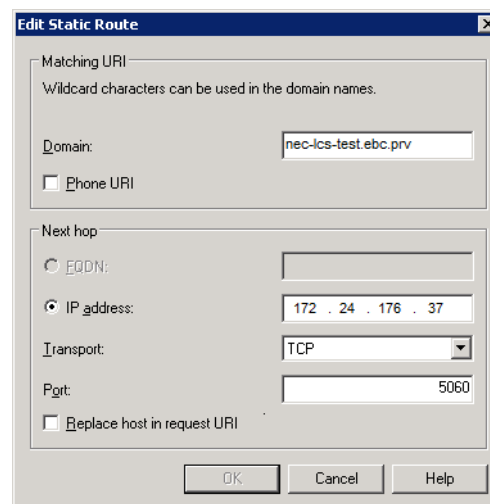 Edit Static Route
Matching URI
Wildcard characters can be used in the domain names.
Domain: nec-lcs-test.ebc.prv
Phone URI
Next hop
FQDN:
IP address: 172 . 24 . 176 . 37
Transport: TCP
Port: 5060
Replace host in request URI
OK Cancel Help